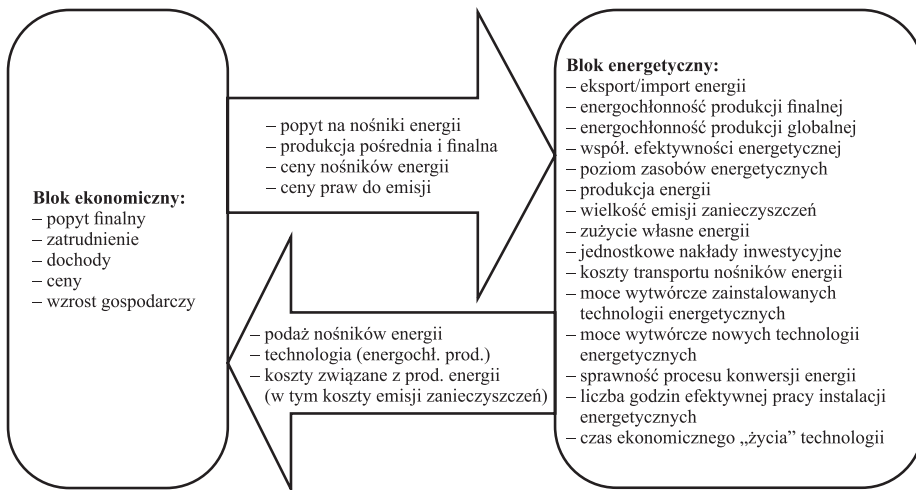 Blok ekonomiczny:
– popyt finalny
– zatrudnienie
– dochody
– ceny
– wzrost gospodarczy
– popyt na nośniki energii
– produkcja pośrednia i finalna
– ceny nośników energii
– ceny praw do emisji
– podaż nośników energii
– technologia (energochł. prod.)
– koszty związane z prod. energii
(w tym koszty emisji zanieczyszczeń)
Blok energetyczny:
– eksport/import energii
– energochłonność produkcji finalnej
– energochłonność produkcji globalnej
– współ. efektywności energetycznej
– poziom zasobów energetycznych
– produkcja energii
– wielkość emisji zanieczyszczeń
– zużycie własne energii
– jednostkowe nakłady inwestycyjne
– koszty transportu nośników energii
– moce wytwórcze zainstalowanych
technologii energetycznych
– moce wytwórcze nowych technologii
energetycznych
– sprawność procesu konwersji energii
– liczba godzin efektywnej pracy instalacji
energetycznych
– czas ekonomicznego „życia” technologii